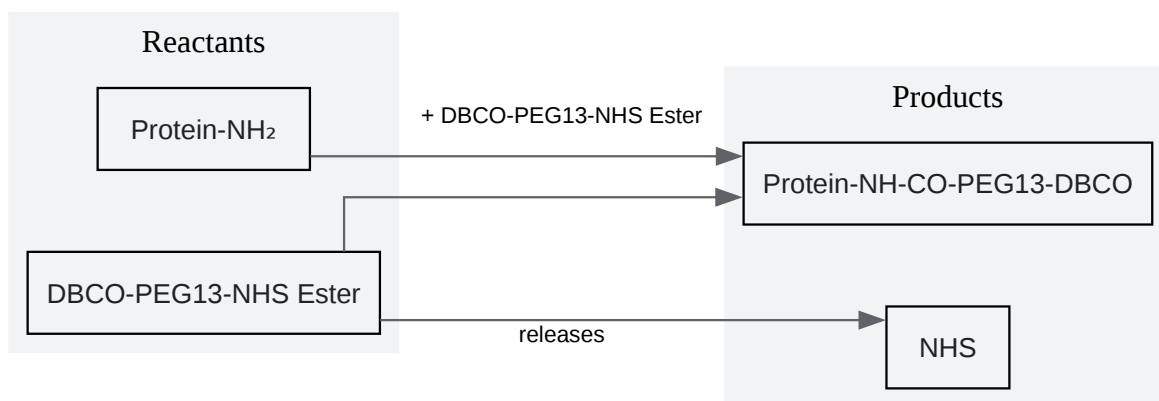 Reactants
Protein-NH₂
DBCO-PEG13-NHS Ester
+ DBCO-PEG13-NHS Ester
releases
Products
Protein-NH-CO-PEG13-DBCO
NHS